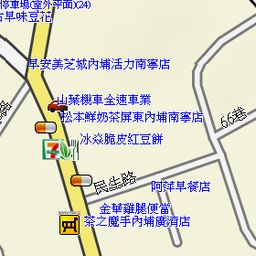 停車場(室外平面)(24)
古早味豆花
早安美芝城內埔活力南寧店
山葉機車全速車業
松本鮮奶茶屏東內埔南寧店
66巷
冰焱脆皮紅豆餅
7 ELEVEN
民生路
阿萍早餐店
金華雞腿便當
茶之魔手內埔廣濟店